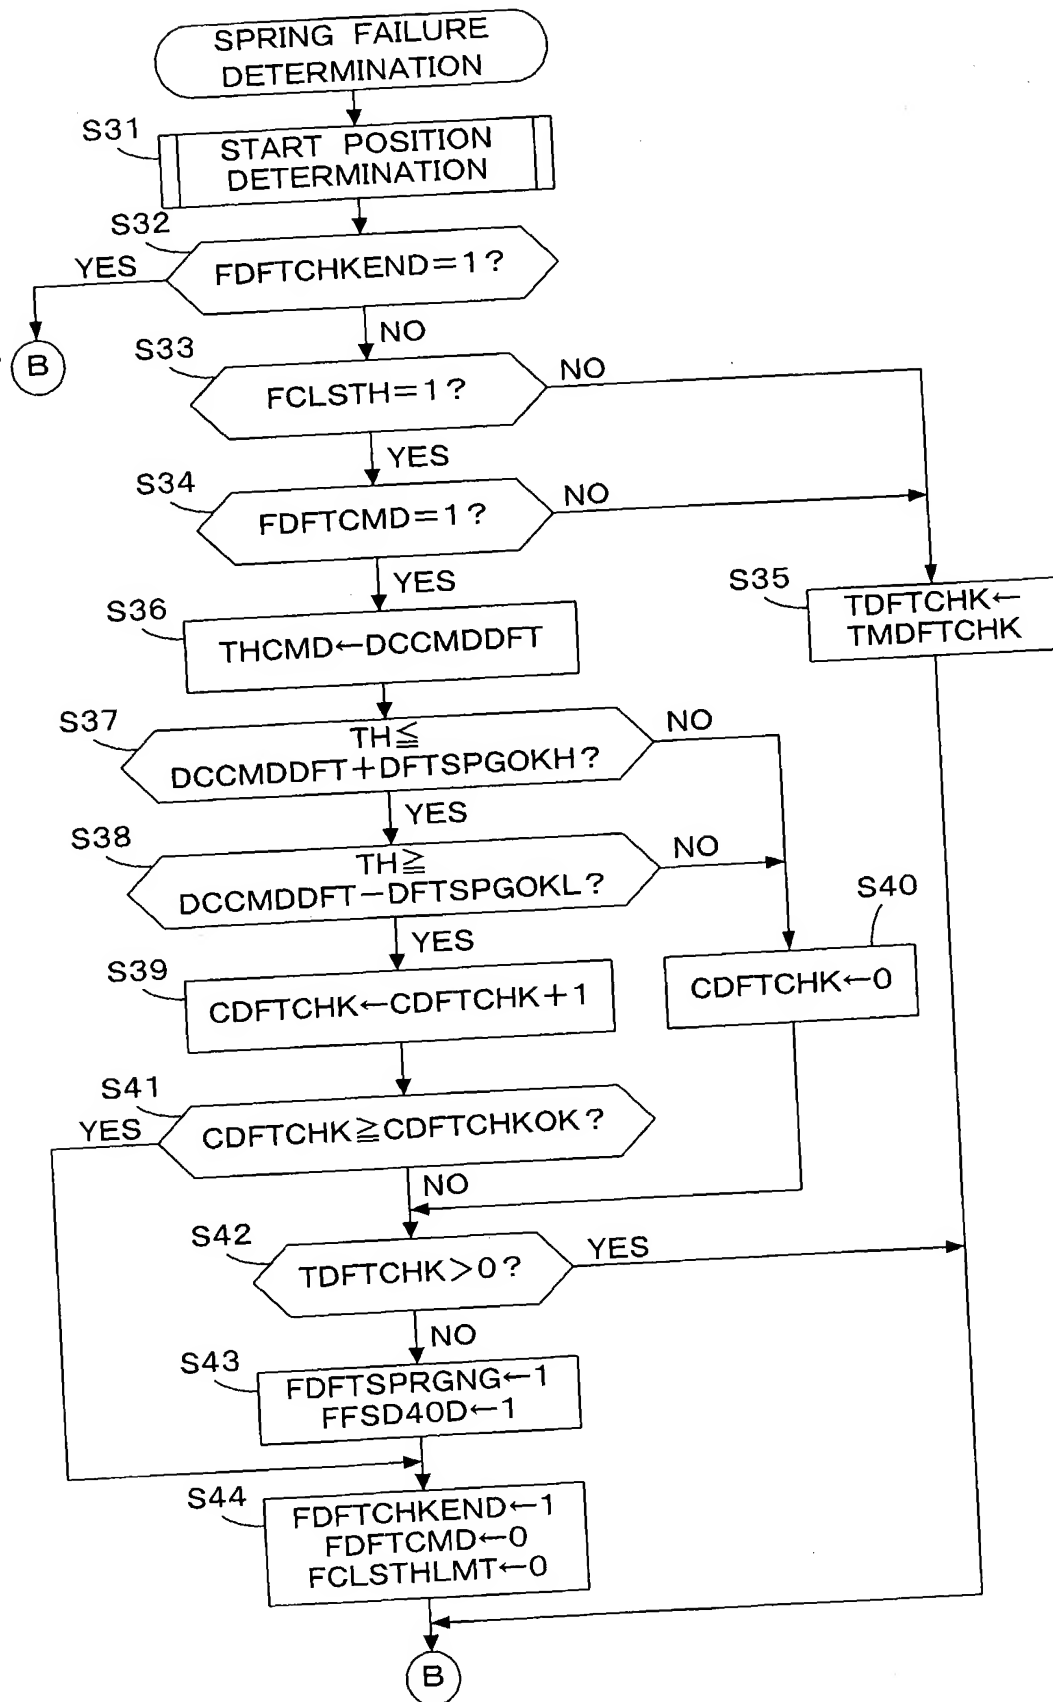 SPRING FAILURE
DETERMINATION
S31
START POSITION
DETERMINATION
S32
YES
FDFTCHKEND=1?
B
NO
S33
FCLSTH=1?
NO
YES
S34
FDFTCMD=1?
NO
YES
S35
TDFTCHK←
TMDFTCHK
S36
THCMD←DCCMDDFT
S37
TH≦
DCCMDDFT+DFTSPGOKH?
NO
YES
S38
TH≧
DCCMDDFT−DFTSPGOKL?
NO
YES
S40
CDFTCHK←0
S39
CDFTCHK←CDFTCHK+1
S41
YES
CDFTCHK≧CDFTCHKOK?
NO
S42
TDFTCHK>0?
YES
NO
S43
FDFTSPRGNG←1
FFSD40D←1
S44
FDFTCHKEND←1
FDFTCMD←0
FCLSTHLMT←0
B